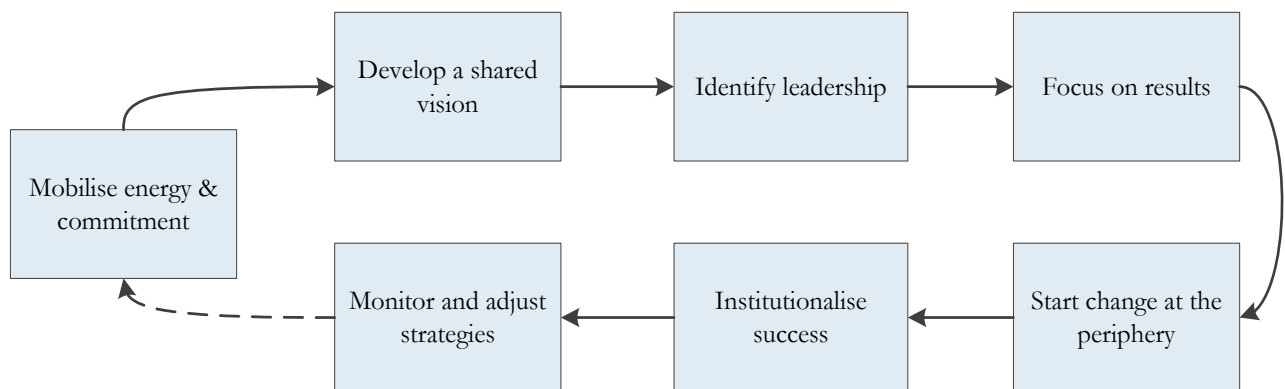 Mobilise energy &
commitment
Develop a shared
vision
Identify leadership
Focus on results
Start change at the
periphery
Institutionalise
success
Monitor and adjust
strategies